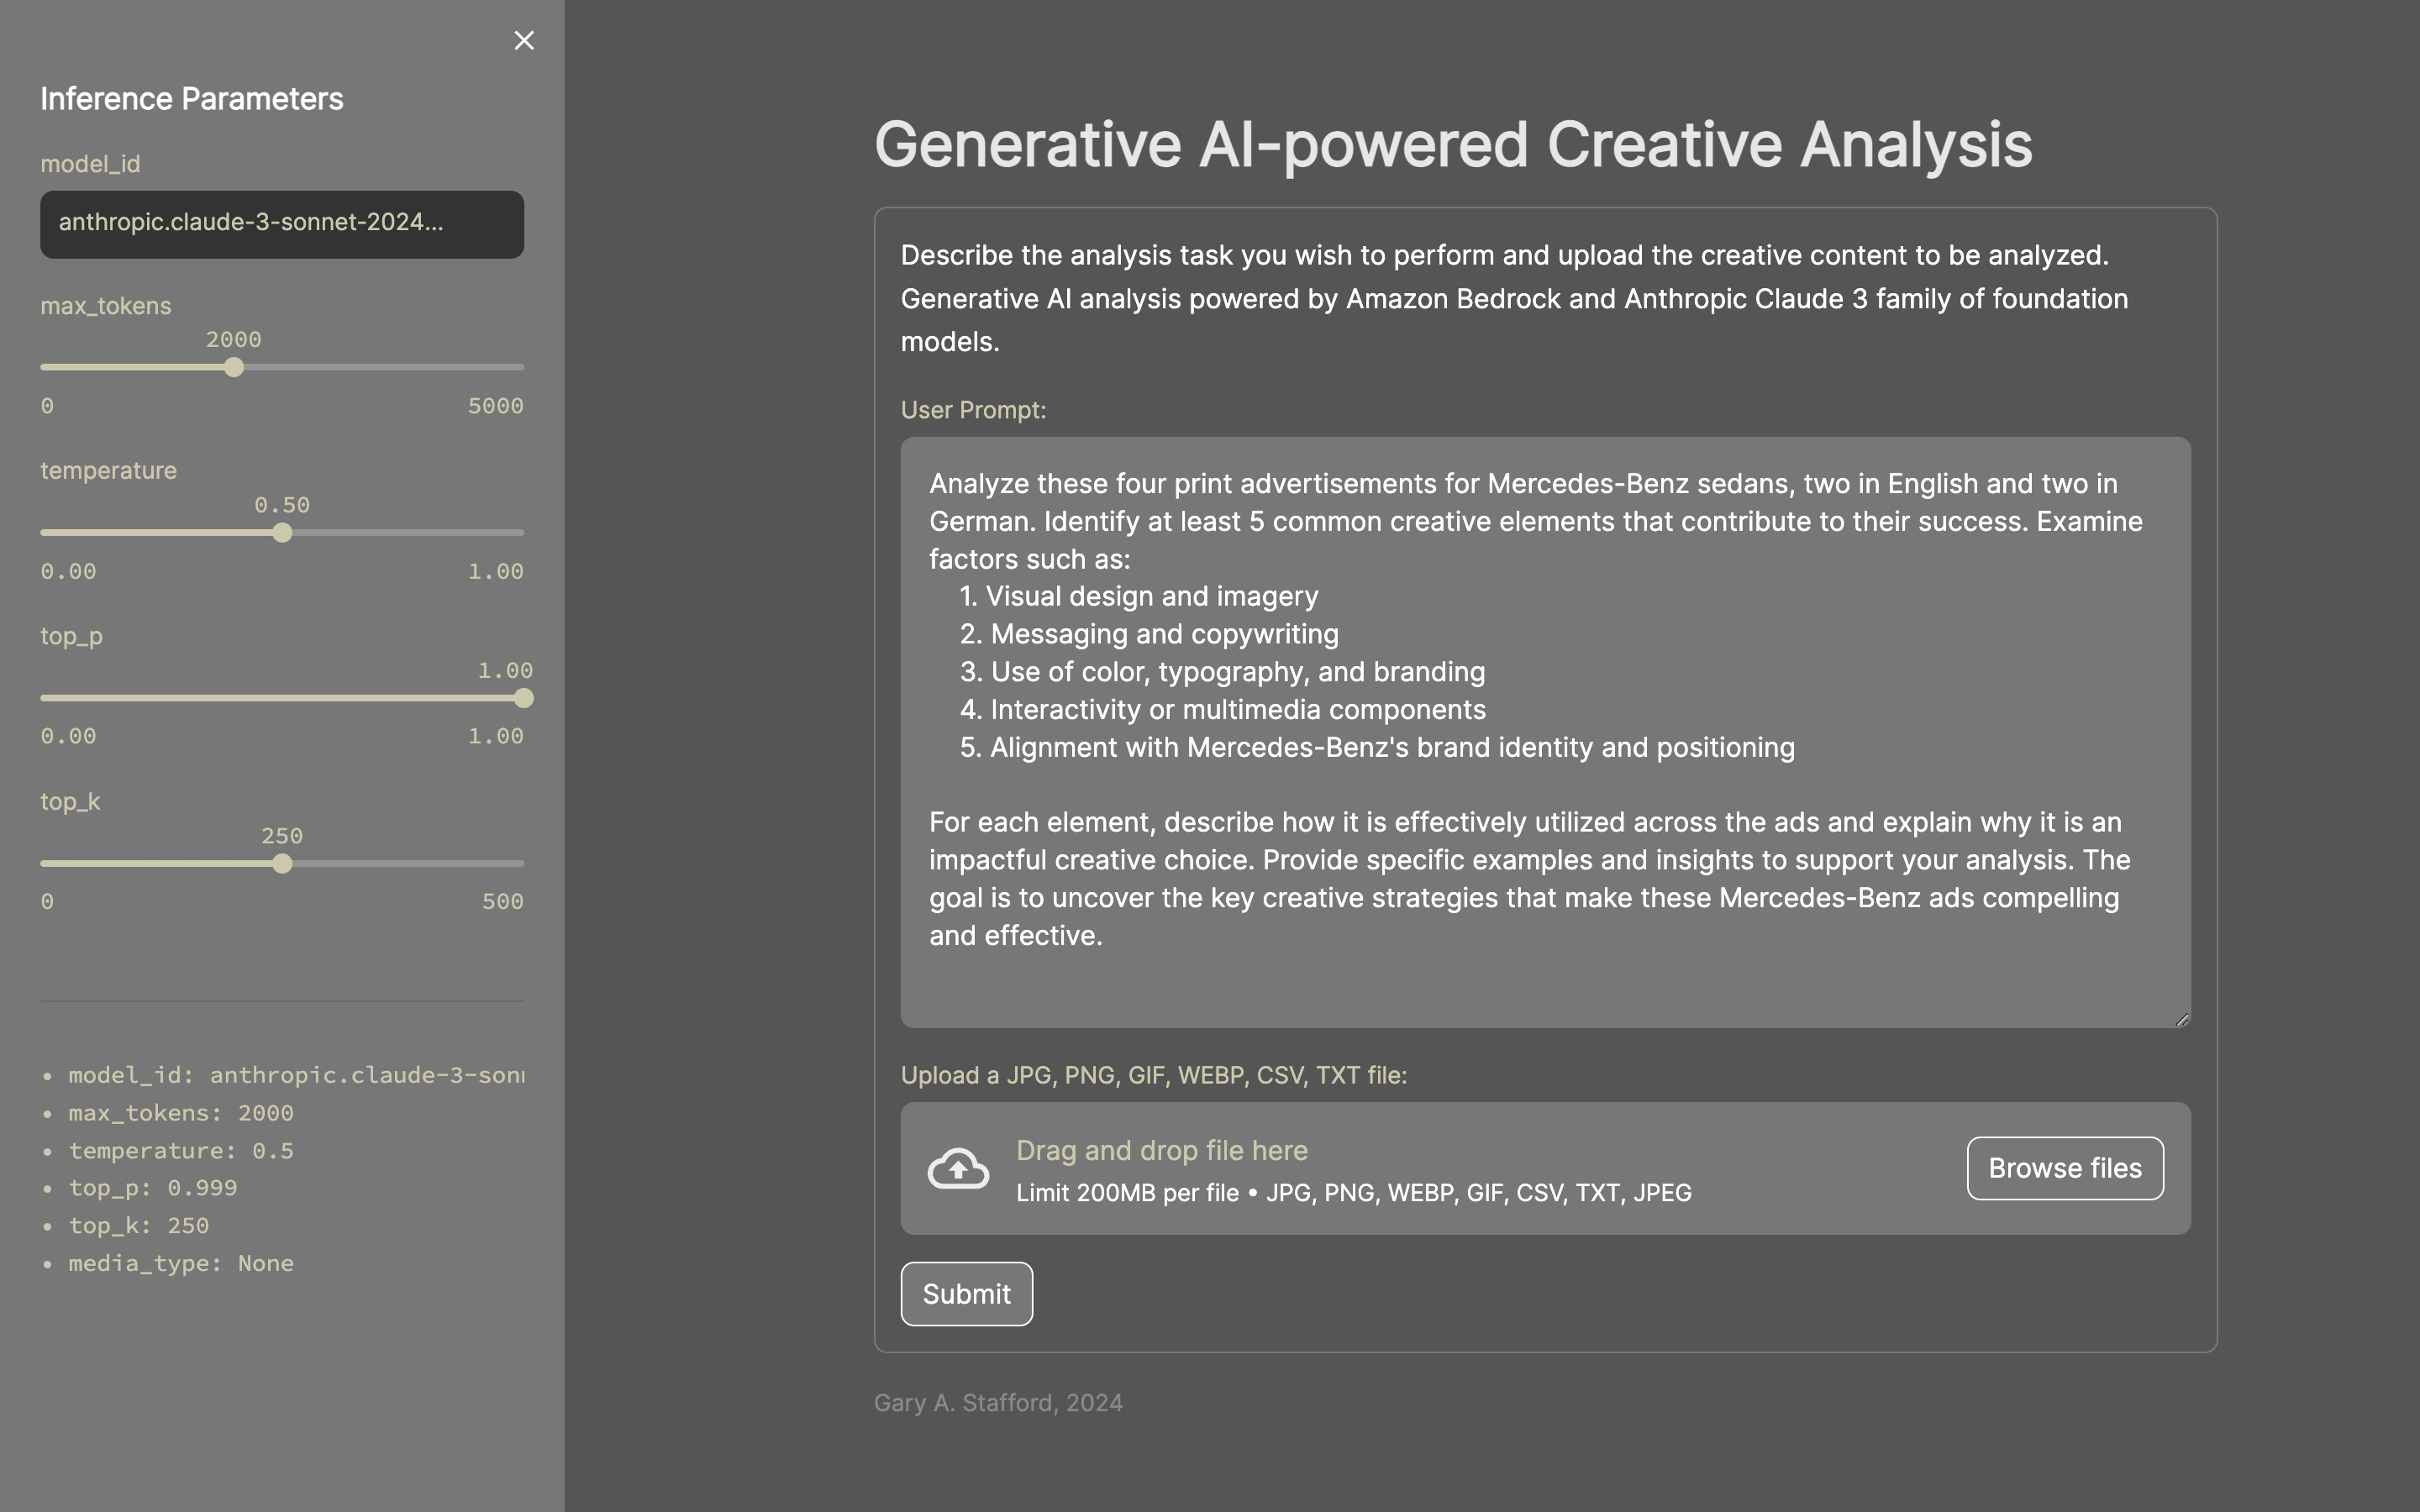 Inference Parameters
model_id
anthropic.claude-3-sonnet-2024...
max_tokens
2000
0 5000
temperature
0.50
0.00 1.00
top_p
1.00
0.00 1.00
top_k
250
0 500
• model_id: anthropic.claude-3-sonn
• max_tokens: 2000
• temperature: 0.5
• top_p: 0.999
• top_k: 250
• media_type: None
Generative AI-powered Creative Analysis
Describe the analysis task you wish to perform and upload the creative content to be analyzed.
Generative AI analysis powered by Amazon Bedrock and Anthropic Claude 3 family of foundation
models.
User Prompt:
Analyze these four print advertisements for Mercedes-Benz sedans, two in English and two in
German. Identify at least 5 common creative elements that contribute to their success. Examine
factors such as:
1. Visual design and imagery
2. Messaging and copywriting
3. Use of color, typography, and branding
4. Interactivity or multimedia components
5. Alignment with Mercedes-Benz's brand identity and positioning
For each element, describe how it is effectively utilized across the ads and explain why it is an
impactful creative choice. Provide specific examples and insights to support your analysis. The
goal is to uncover the key creative strategies that make these Mercedes-Benz ads compelling
and effective.
Upload a JPG, PNG, GIF, WEBP, CSV, TXT file:
Drag and drop file here
Limit 200MB per file • JPG, PNG, WEBP, GIF, CSV, TXT, JPEG
Browse files
Submit
Gary A. Stafford, 2024